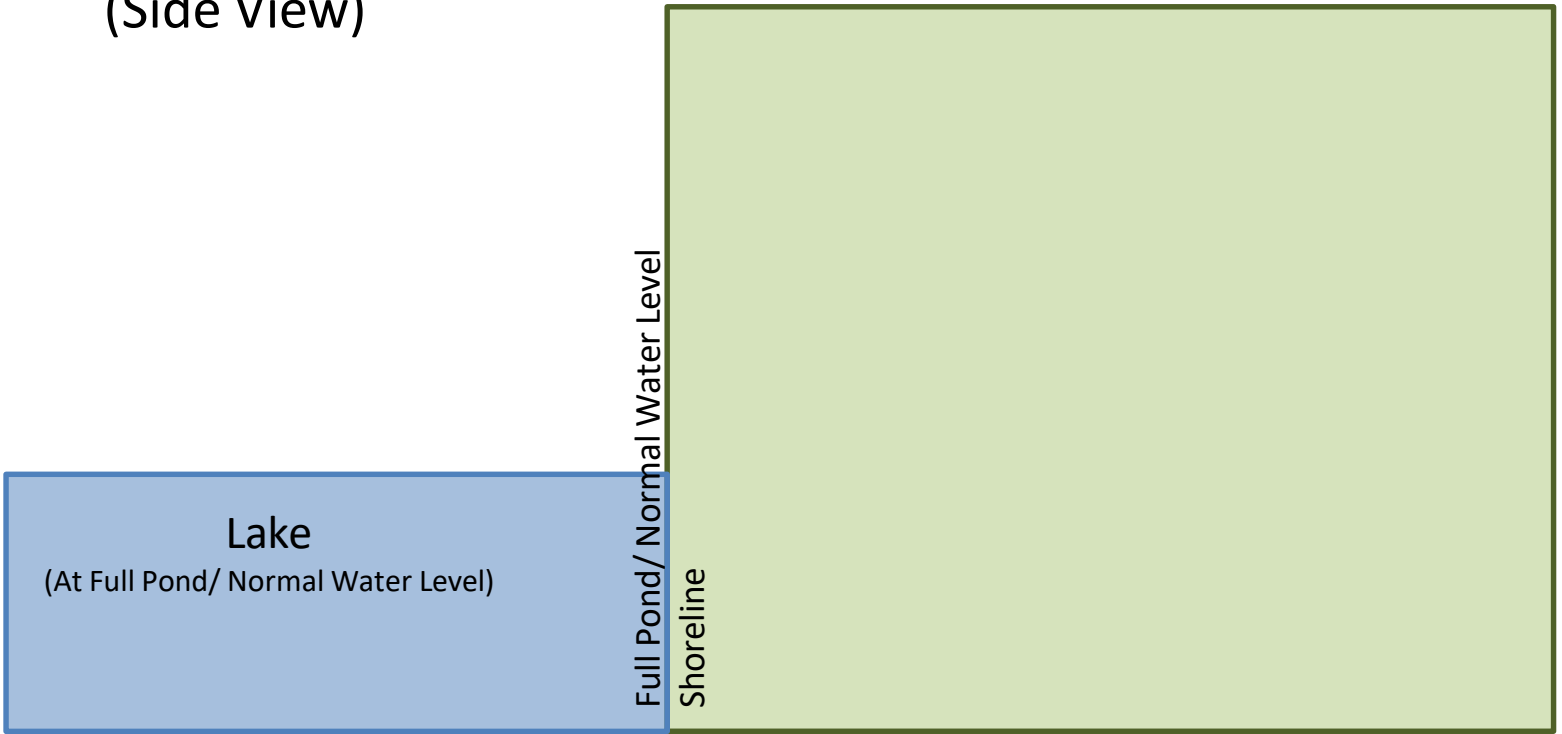 (Side View)
Lake
(At Full Pond/ Normal Water Level)
Full Pond/ Normal Water Level
Shoreline